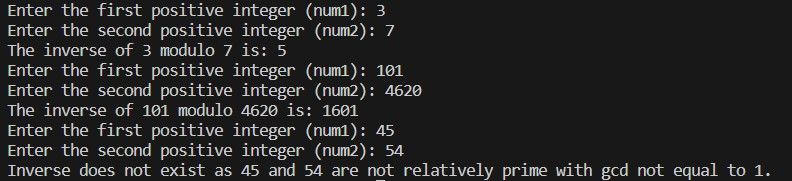 Enter the first positive integer (num1): 3
Enter the second positive integer (num2): 7
The inverse of 3 modulo 7 is: 5
Enter the first positive integer (num1): 101
Enter the second positive integer (num2): 4620
The inverse of 101 modulo 4620 is: 1601
Enter the first positive integer (num1): 45
Enter the second positive integer (num2): 54
Inverse does not exist as 45 and 54 are not relatively prime with gcd not equal to 1.